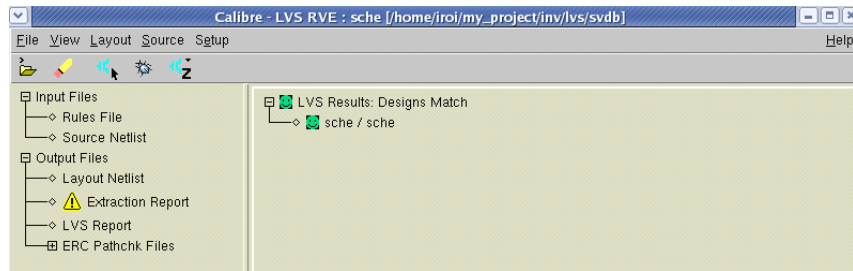 Calibre - LVS RVE : sche [/home/iroi/my_project/inv/lvs/svdb]
File View Layout Source Setup Help
Z
Input Files
Rules File
Source Netlist
Output Files
Layout Netlist
Extraction Report
LVS Report
ERC Pathchk Files
LVS Results: Designs Match
sche / sche